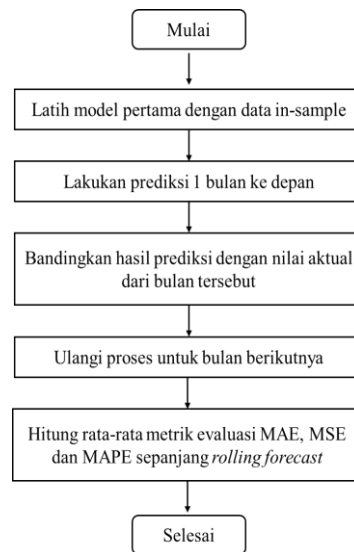 Mulai
Latih model pertama dengan data in-sample
Lakukan prediksi 1 bulan ke depan
Bandingkan hasil prediksi dengan nilai aktual
dari bulan tersebut
Ulangi proses untuk bulan berikutnya
Hitung rata-rata metrik evaluasi MAE, MSE
dan MAPE sepanjang rolling forecast
Selesai